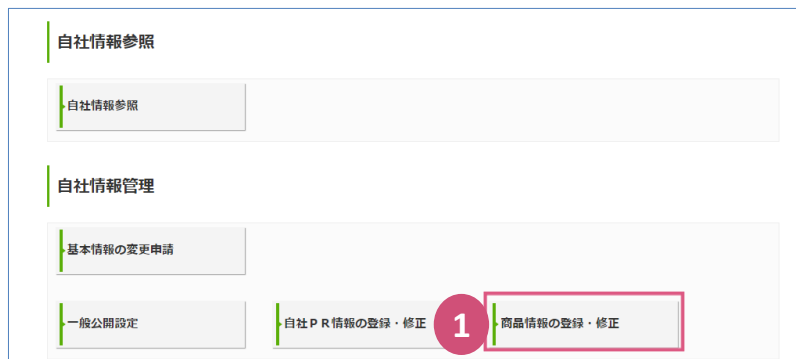 自社情報参照
自社情報参照
自社情報管理
基本情報の変更申請
一般公開設定
自社ＰＲ情報の登録・修正
1
商品情報の登録・修正